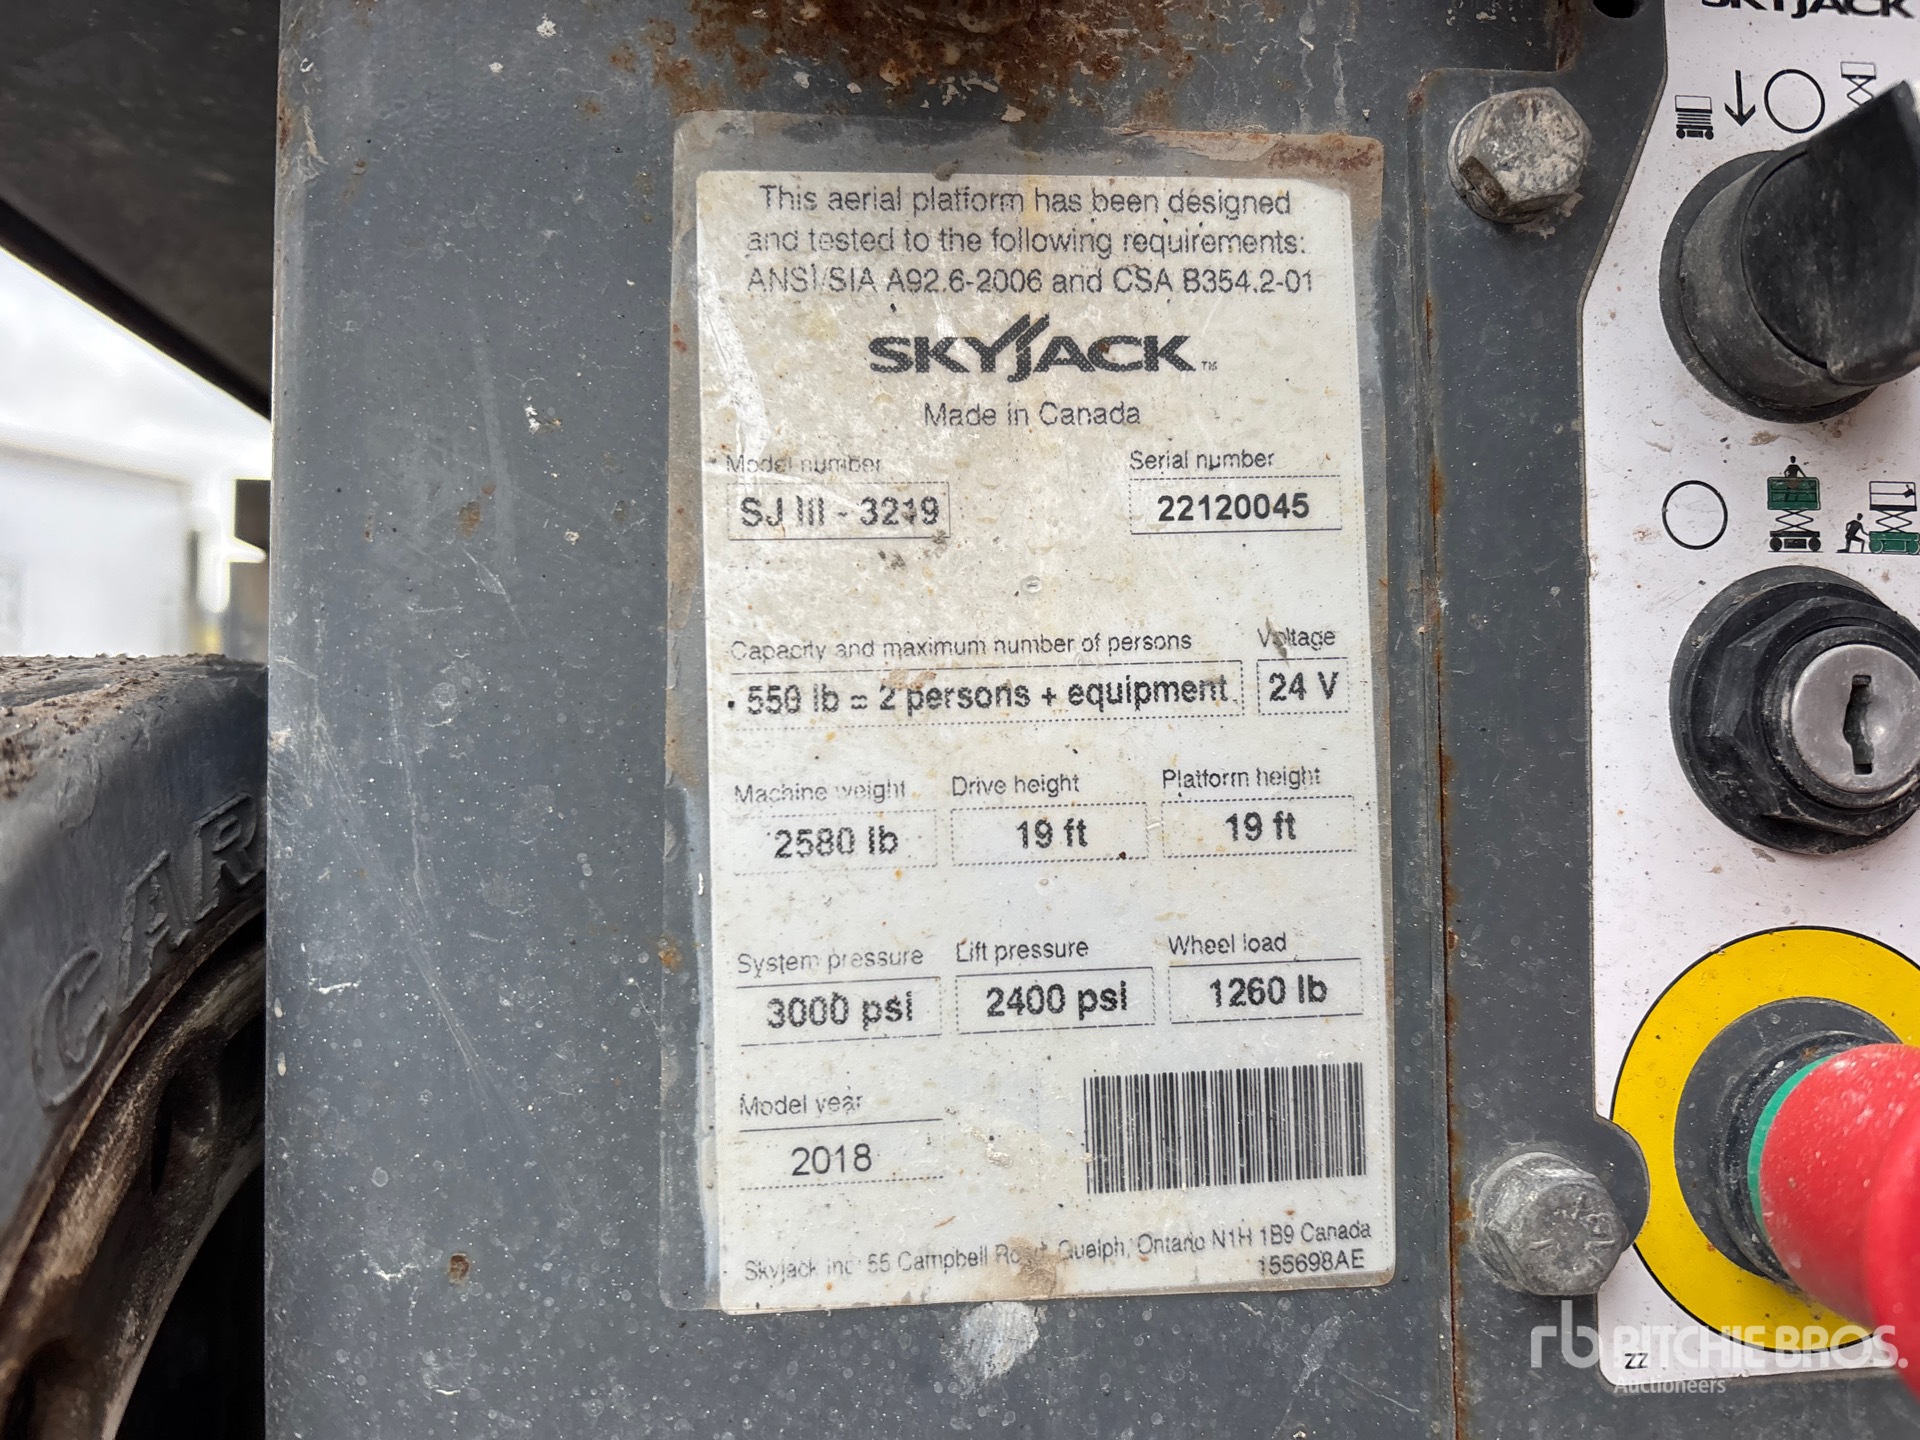 SKYJACK
This aerial platform has been designed
and tested to the following requirements:
ANSI/SIA A92.6-2006 and CSA B354.2-01
SKYJACK™
Made in Canada
Model number Serial number
SJ III - 3219 22120045
Capacity and maximum number of persons Voltage
550 lb = 2 persons + equipment 24 V
Machine weight Drive height Platform height
2580 lb 19 ft 19 ft
System pressure Lift pressure Wheel load
3000 psi 2400 psi 1260 lb
Model year
2018
Skyjack Inc. 55 Campbell Road, Guelph, Ontario N1H 1B9 Canada
155698AE
CAR
ZZ
rb RITCHIE BROS.
Auctioneers